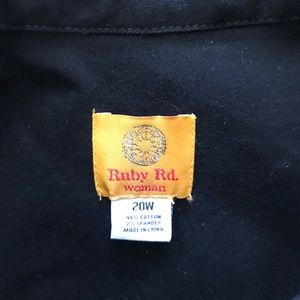 Ruby Rd.
woman
20W
98% COTTON
2% SPANDEX
MADE IN CHINA